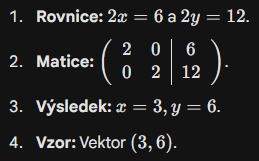 1. Rovnice: 2x = 6 a 2y = 12.
2. Matice: ( 2 0 | 6
0 2 | 12 ).
3. Výsledek: x = 3, y = 6.
4. Vzor: Vektor (3, 6).